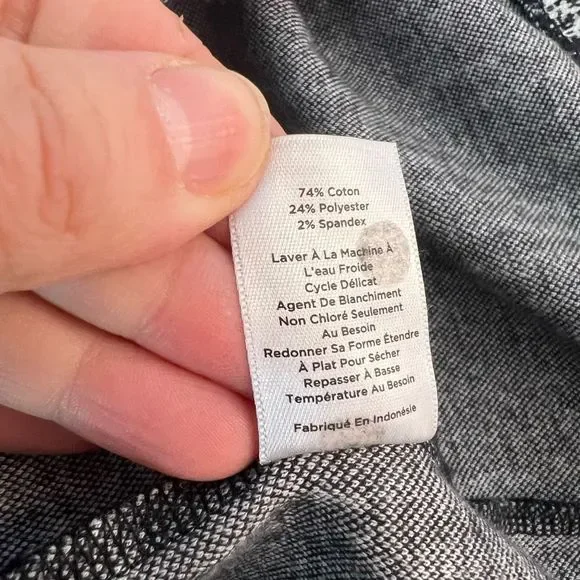 74% Coton
24% Polyester
2% Spandex
Laver À La Machine À
L'eau Froide
Cycle Délicat
Agent De Blanchiment
Non Chloré Seulement
Au Besoin
Redonner Sa Forme Étendre
À Plat Pour Sécher
Repasser À Basse
Température Au Besoin
Fabriqué En Indonésie